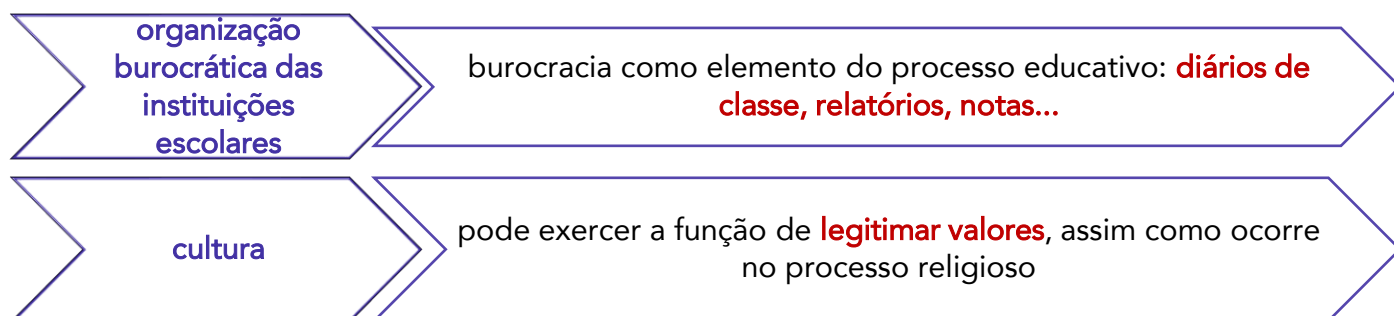 organização
burocrática das
instituições
escolares
burocracia como elemento do processo educativo: diários de
classe, relatórios, notas...
cultura
pode exercer a função de legitimar valores, assim como ocorre
no processo religioso